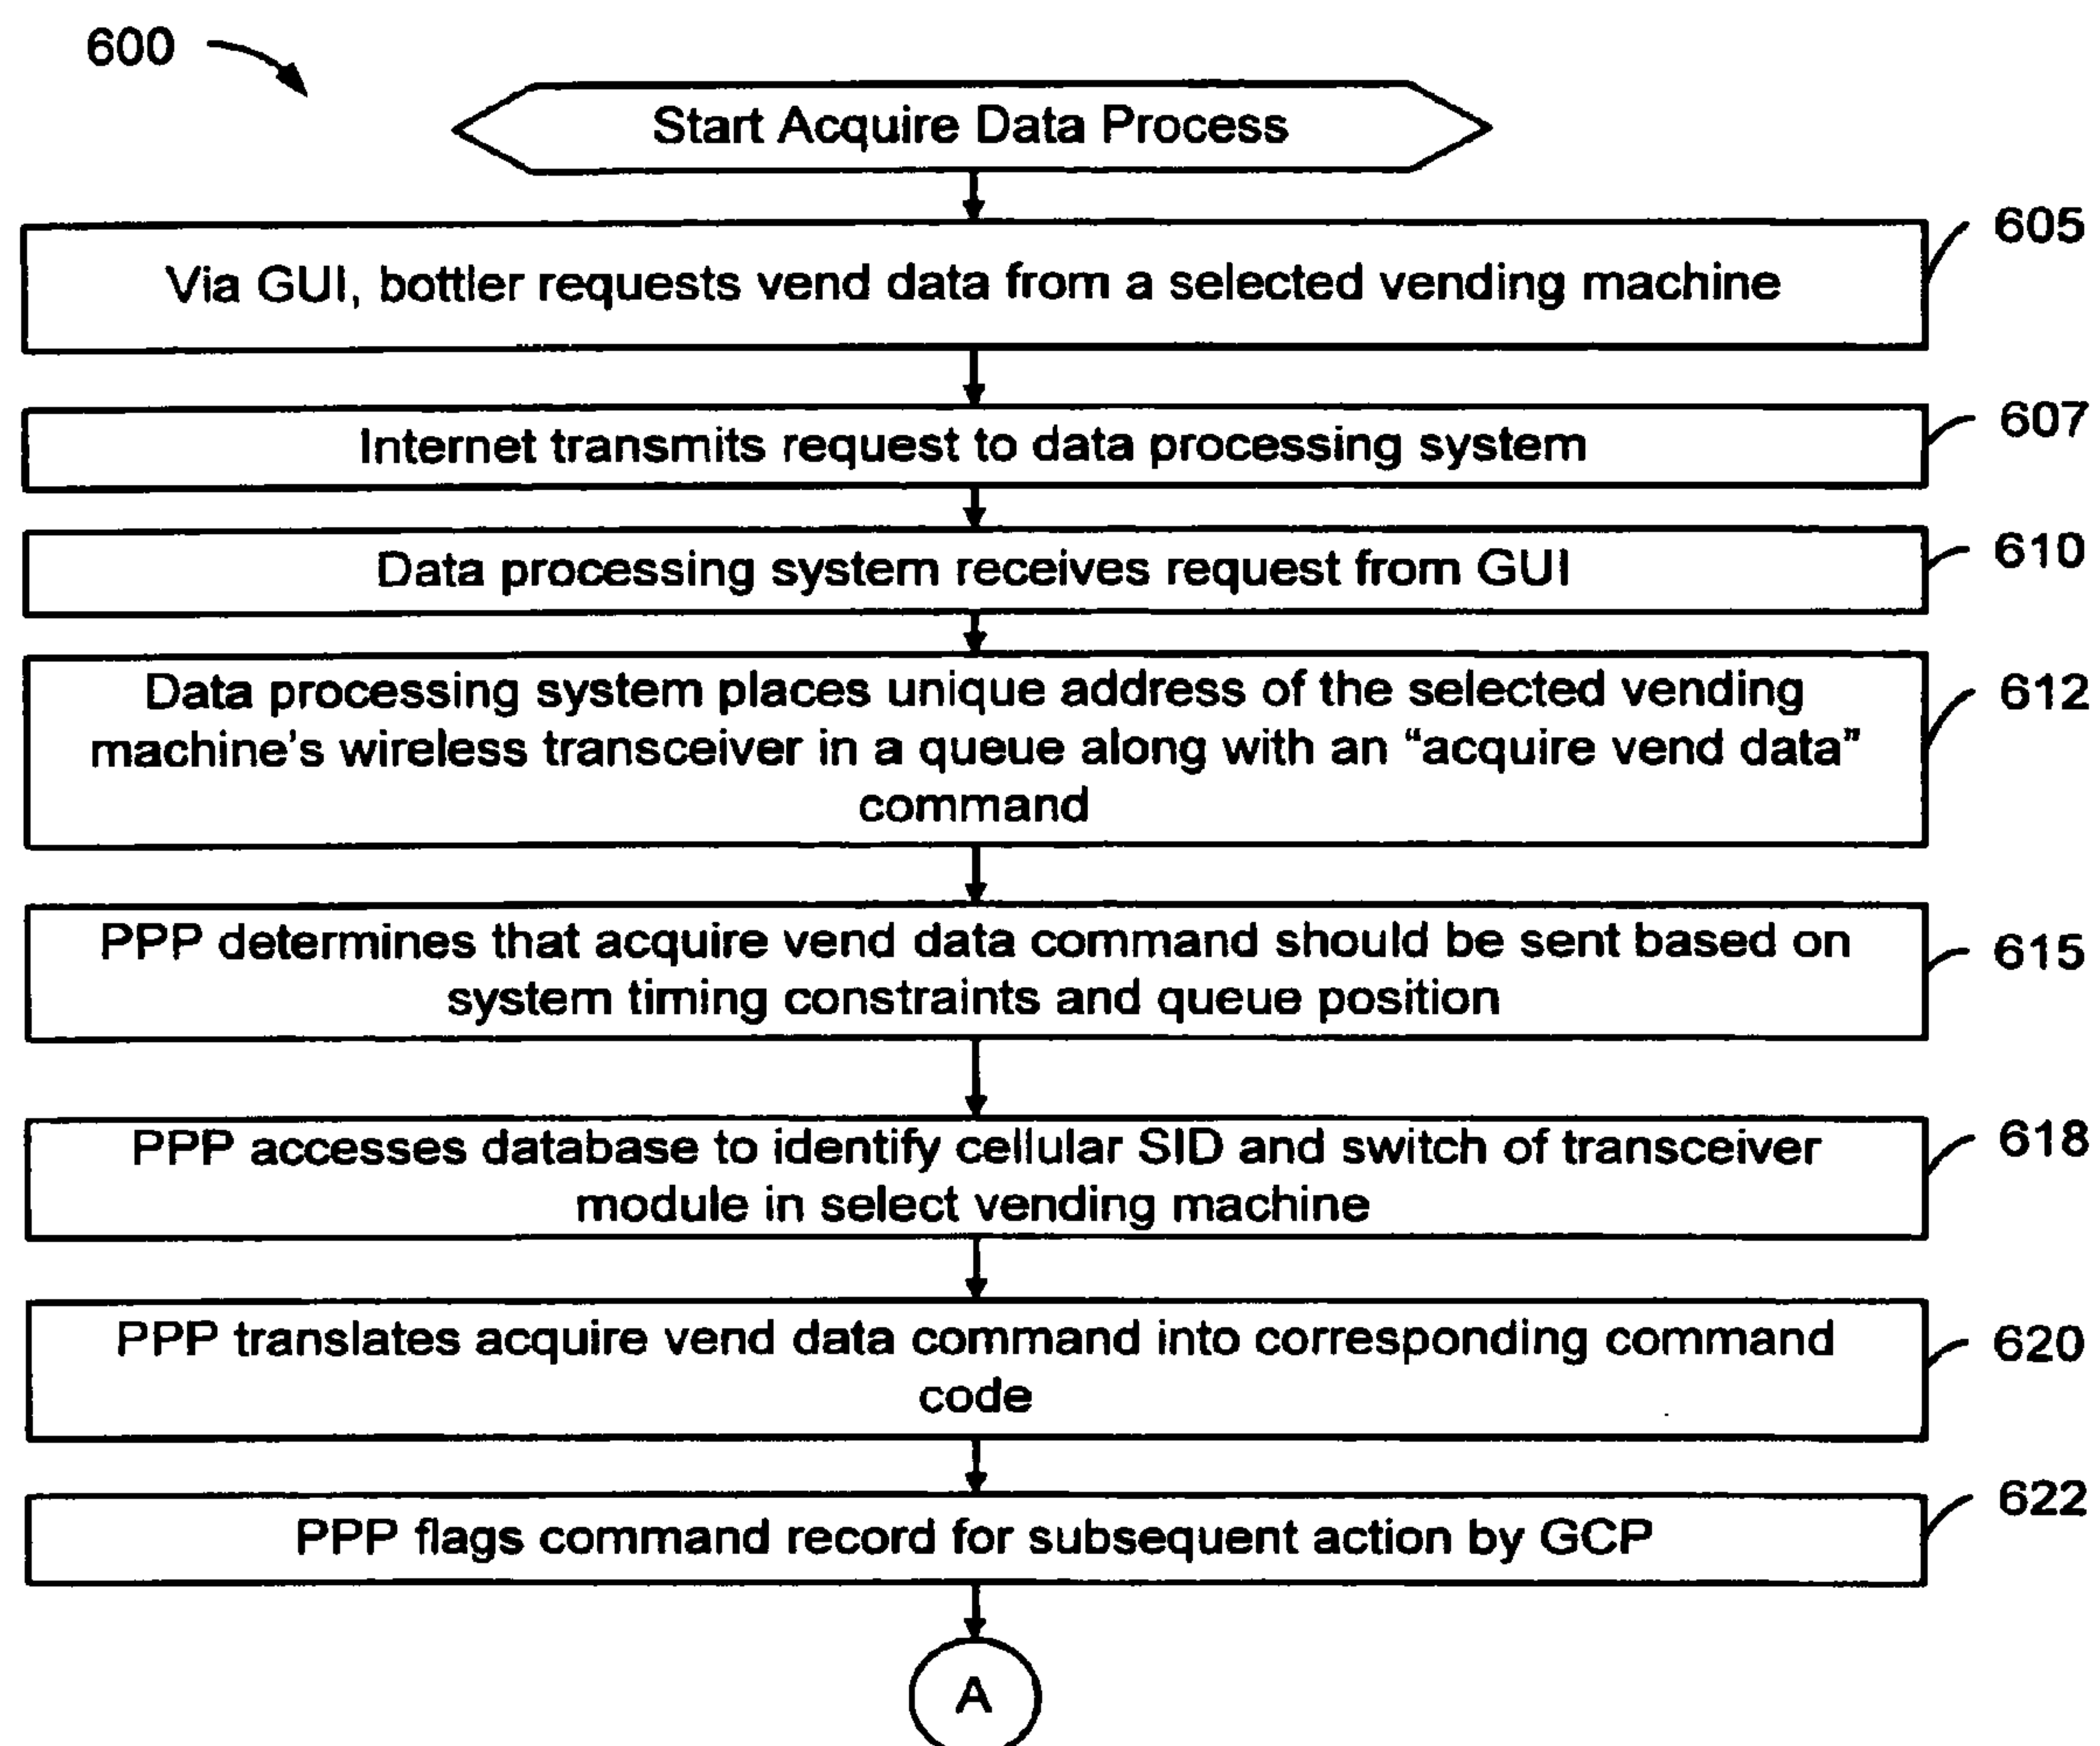 600
Start Acquire Data Process
605
Via GUI, bottler requests vend data from a selected vending machine
607
Internet transmits request to data processing system
610
Data processing system receives request from GUI
612
Data processing system places unique address of the selected vending
machine's wireless transceiver in a queue along with an “acquire vend data”
command
615
PPP determines that acquire vend data command should be sent based on
system timing constraints and queue position
618
PPP accesses database to identify cellular SID and switch of transceiver
module in select vending machine
620
PPP translates acquire vend data command into corresponding command
code
622
PPP flags command record for subsequent action by GCP
A